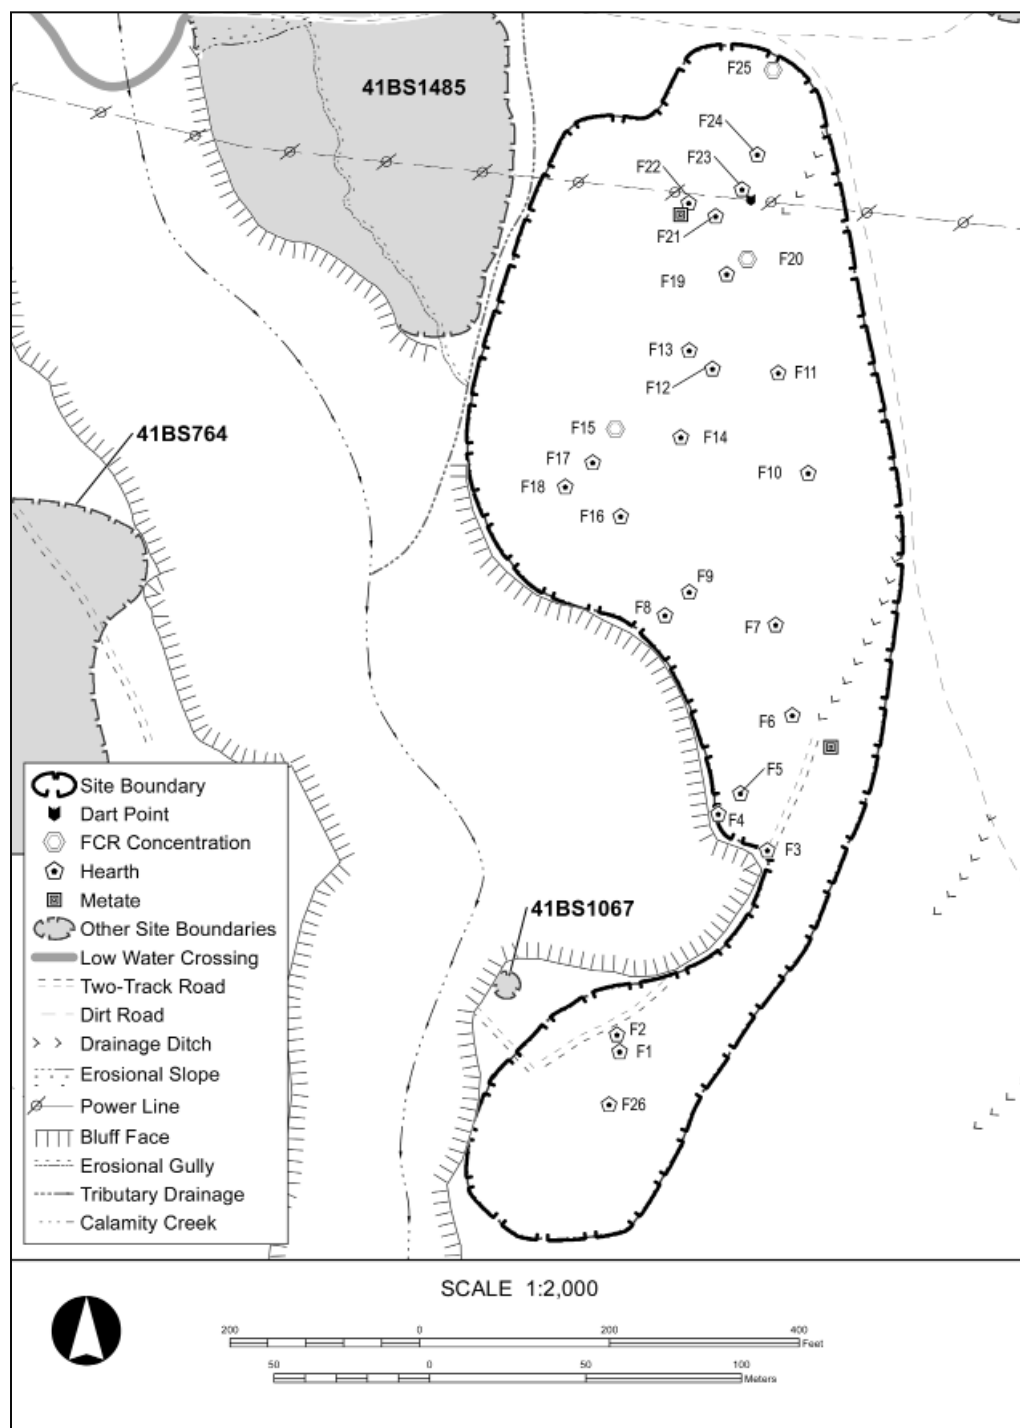 F25
41BS1485
F24
F23
F22
F21
F20
F19
F13
F12
F11
F15
F14
41BS764
F17
F10
F18
F16
F9
F8
F7
F6
F5
F4
F3
41BS1067
F2
F1
F26
Site Boundary
Dart Point
FCR Concentration
Hearth
Metate
Other Site Boundaries
Low Water Crossing
Two-Track Road
Dirt Road
Drainage Ditch
Erosional Slope
Power Line
Bluff Face
Erosional Gully
Tributary Drainage
Calamity Creek
SCALE 1:2,000
200 0 200 400
Feet
50 0 50 100
Meters